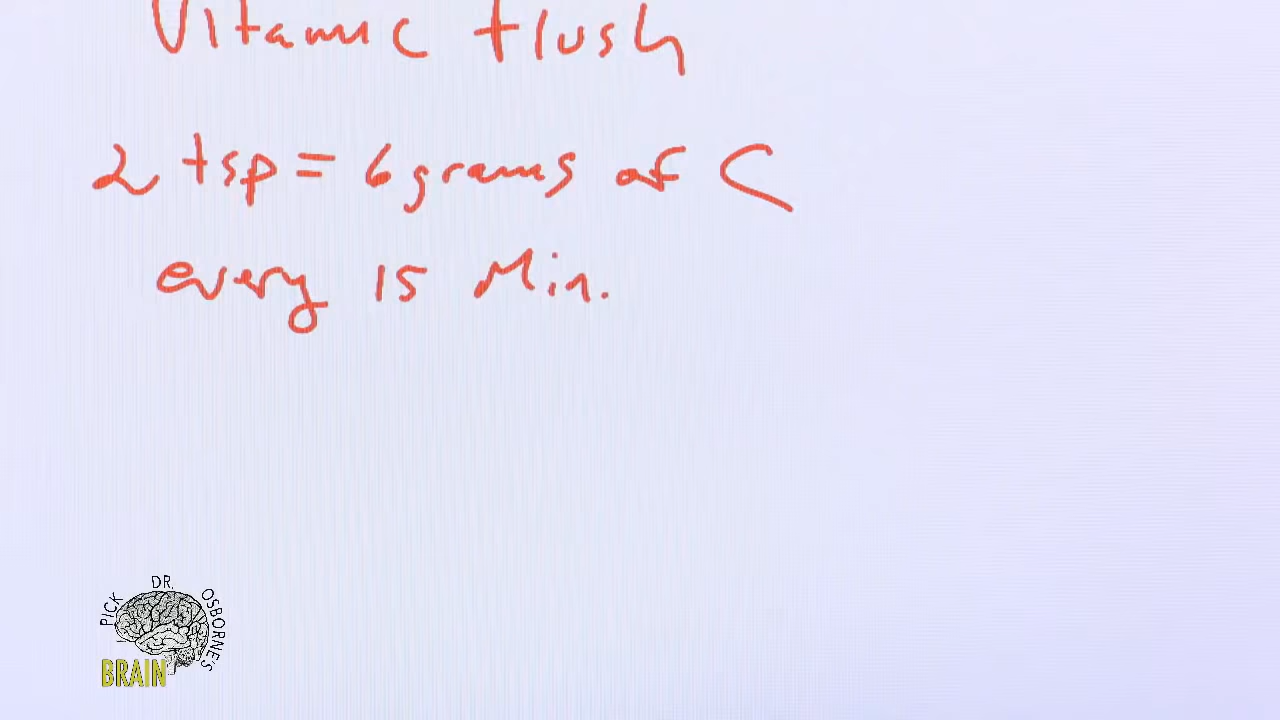 Vitamin C flush
2 tsp = 6 grams of C
every 15 Min.
PICK DR. OSBORNE'S
BRAIN